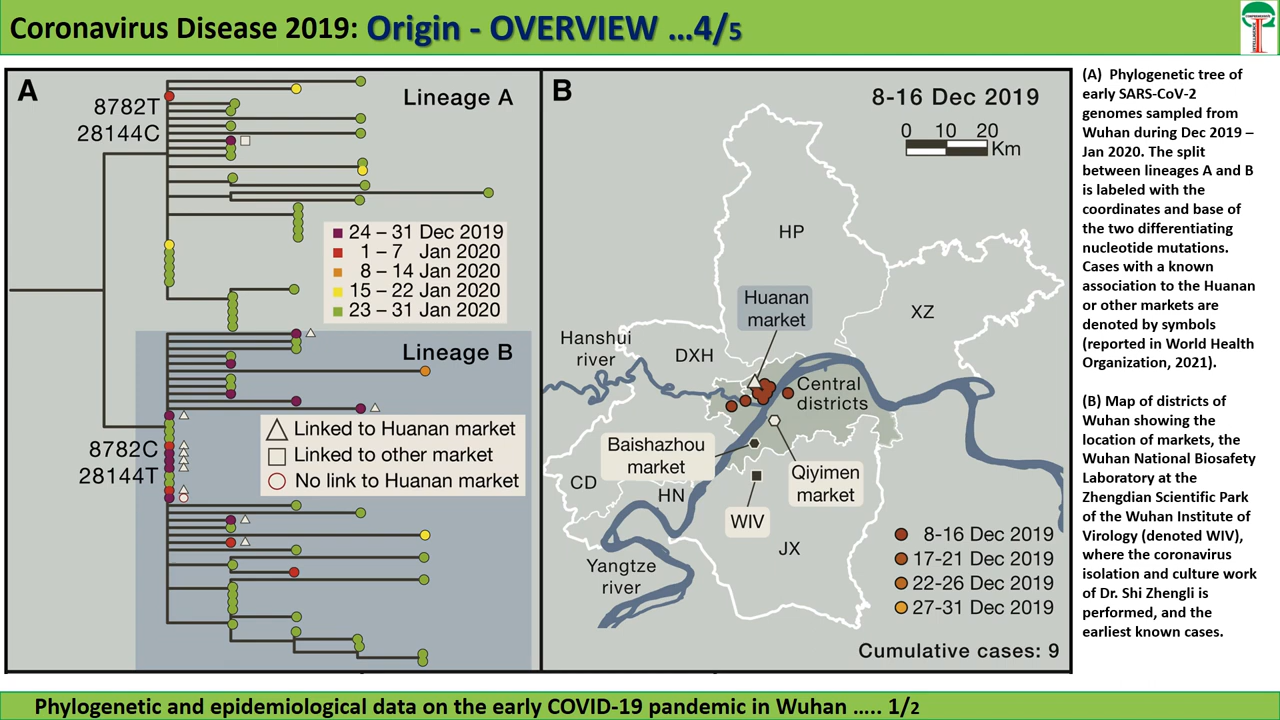 Coronavirus Disease 2019: Origin - OVERVIEW ...4/5
A
Lineage A
8782T
28144C
24 – 31 Dec 2019
1 – 7 Jan 2020
8 – 14 Jan 2020
15 – 22 Jan 2020
23 – 31 Jan 2020
Lineage B
Linked to Huanan market
Linked to other market
No link to Huanan market
8782C
28144T
B
8-16 Dec 2019
0 10 20
Km
HP
Huanan
market
XZ
Hanshui
river
DXH
Central
districts
Baishazhou
market
Qiyimen
market
CD
HN
WIV
JX
Yangtze
river
8-16 Dec 2019
17-21 Dec 2019
22-26 Dec 2019
27-31 Dec 2019
Cumulative cases: 9
(A) Phylogenetic tree of
early SARS-CoV-2
genomes sampled from
Wuhan during Dec 2019 –
Jan 2020. The split
between lineages A and B
is labeled with the
coordinates and base of
the two differentiating
nucleotide mutations.
Cases with a known
association to the Huanan
or other markets are
denoted by symbols
(reported in World Health
Organization, 2021).
(B) Map of districts of
Wuhan showing the
location of markets, the
Wuhan National Biosafety
Laboratory at the
Zhengdian Scientific Park
of the Wuhan Institute of
Virology (denoted WIV),
where the coronavirus
isolation and culture work
of Dr. Shi Zhengli is
performed, and the
earliest known cases.
Phylogenetic and epidemiological data on the early COVID-19 pandemic in Wuhan ..... 1/2